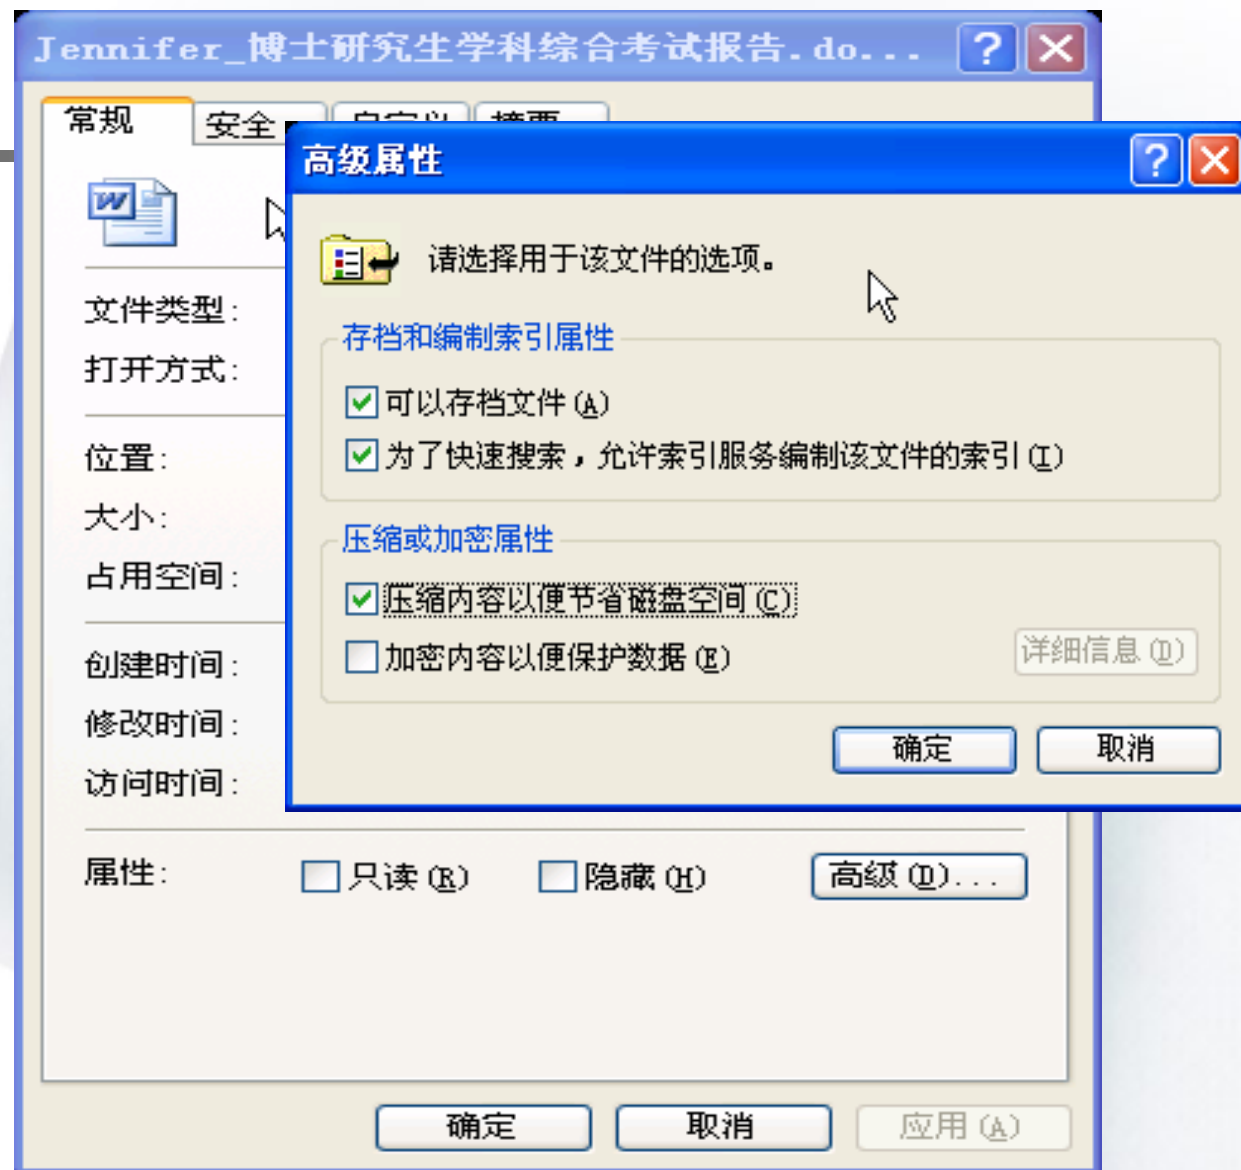 Jennifer_博士研究生学科综合考试报告.do...
常规 安全 自定义 摘要
高级属性
请选择用于该文件的选项。
文件类型:
存档和编制索引属性
打开方式:
可以存档文件(A)
位置:
为了快速搜索，允许索引服务编制该文件的索引(I)
大小:
压缩或加密属性
占用空间:
压缩内容以便节省磁盘空间(C)
创建时间:
加密内容以便保护数据(E)
详细信息(D)
修改时间:
确定 取消
访问时间:
属性: 只读(R) 隐藏(H) 高级(D)...
确定 取消 应用(A)